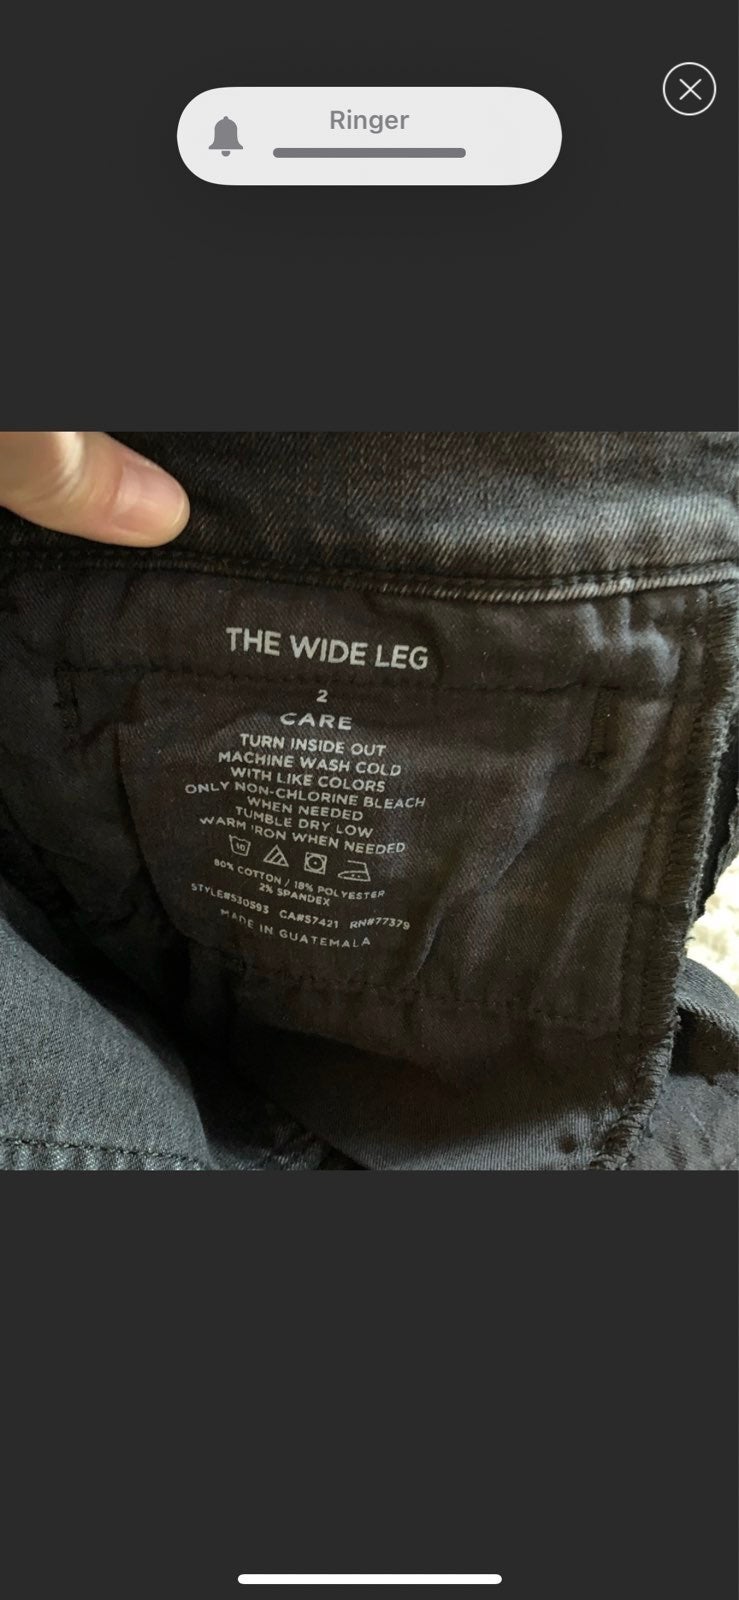 Ringer
THE WIDE LEG
2
CARE
TURN INSIDE OUT
MACHINE WASH COLD
WITH LIKE COLORS
ONLY NON-CHLORINE BLEACH
WHEN NEEDED
TUMBLE DRY LOW
WARM IRON WHEN NEEDED
80% COTTON / 18% POLYESTER
2% SPANDEX
STYLE#530593 CA#57421 RN#77379
MADE IN GUATEMALA